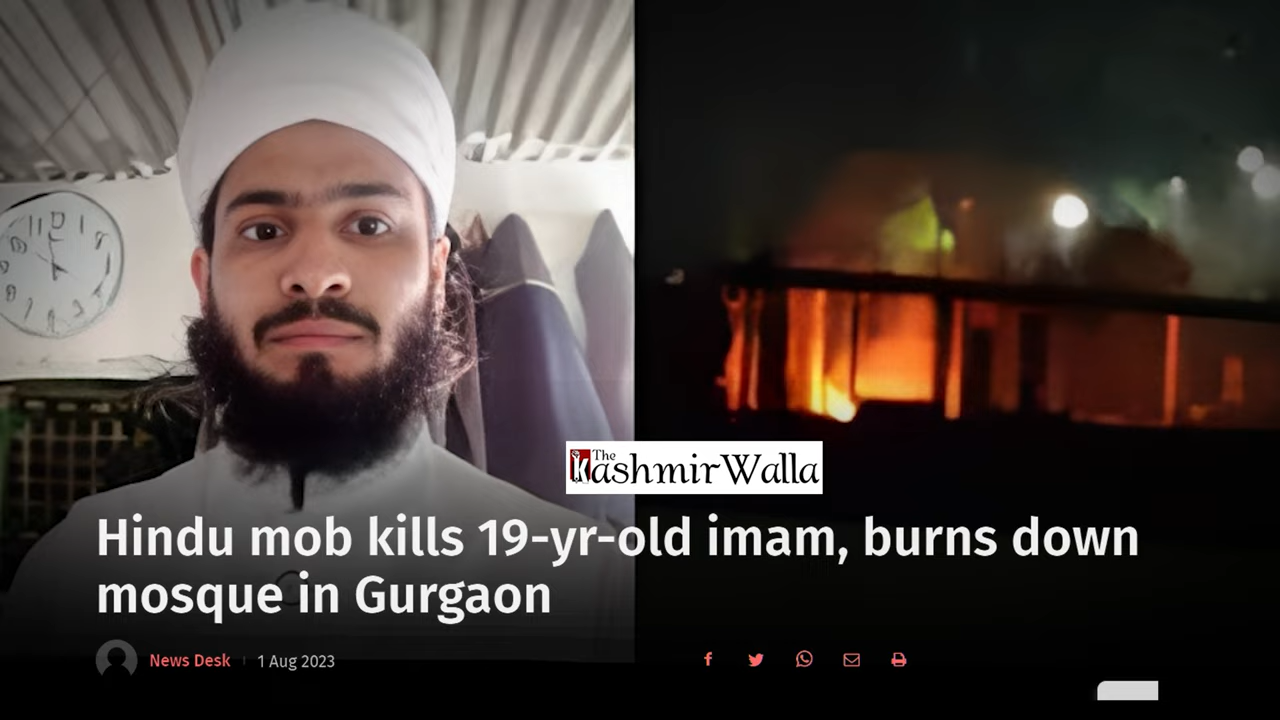 The
KashmirWalla
Hindu mob kills 19-yr-old imam, burns down
mosque in Gurgaon
News Desk
1 Aug 2023